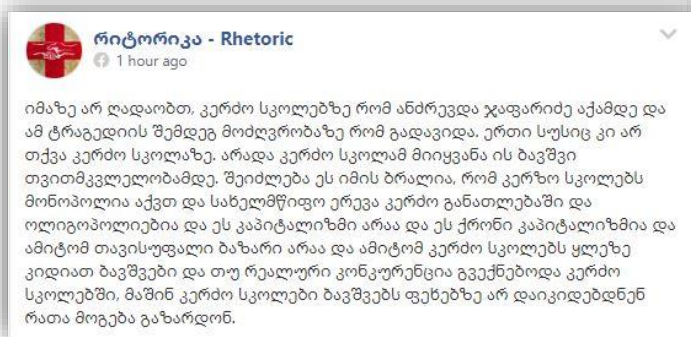 რიტორიკა - Rhetoric
1 hour ago
იმაზე არ ღადაობთ, კერძო სკოლებზე რომ ანძრევდა ჯაფარიძე აქამდე და
ამ ტრაგედიის შემდეგ მოძღვრობაზე რომ გადავიდა. ერთი სუსიც კი არ
თქვა კერძო სკოლაზე. არადა კერძო სკოლამ მიიყვანა ის ბავშვი
თვითმკვლელობამდე. შეიძლება ეს იმის ბრალია, რომ კერზო სკოლებს
მონოპოლია აქვთ და სახელმწიფო ერევა კერძო განათლებაში და
ოლიგოპოლიებია და ეს კაპიტალიზმი არაა და ეს ქრონი კაპიტალიზმია და
ამიტომ თავისუფალი ბაზარი არაა და ამიტომ კერძო სკოლებს ყლეზე
კიდიათ ბავშვები და თუ რეალური კონკურენცია გვექნებოდა კერძო
სკოლებში, მაშინ კერძო სკოლები ბავშვებს ფეხებზე არ დაიკიდებდნენ
რათა მოგება გაზარდონ.